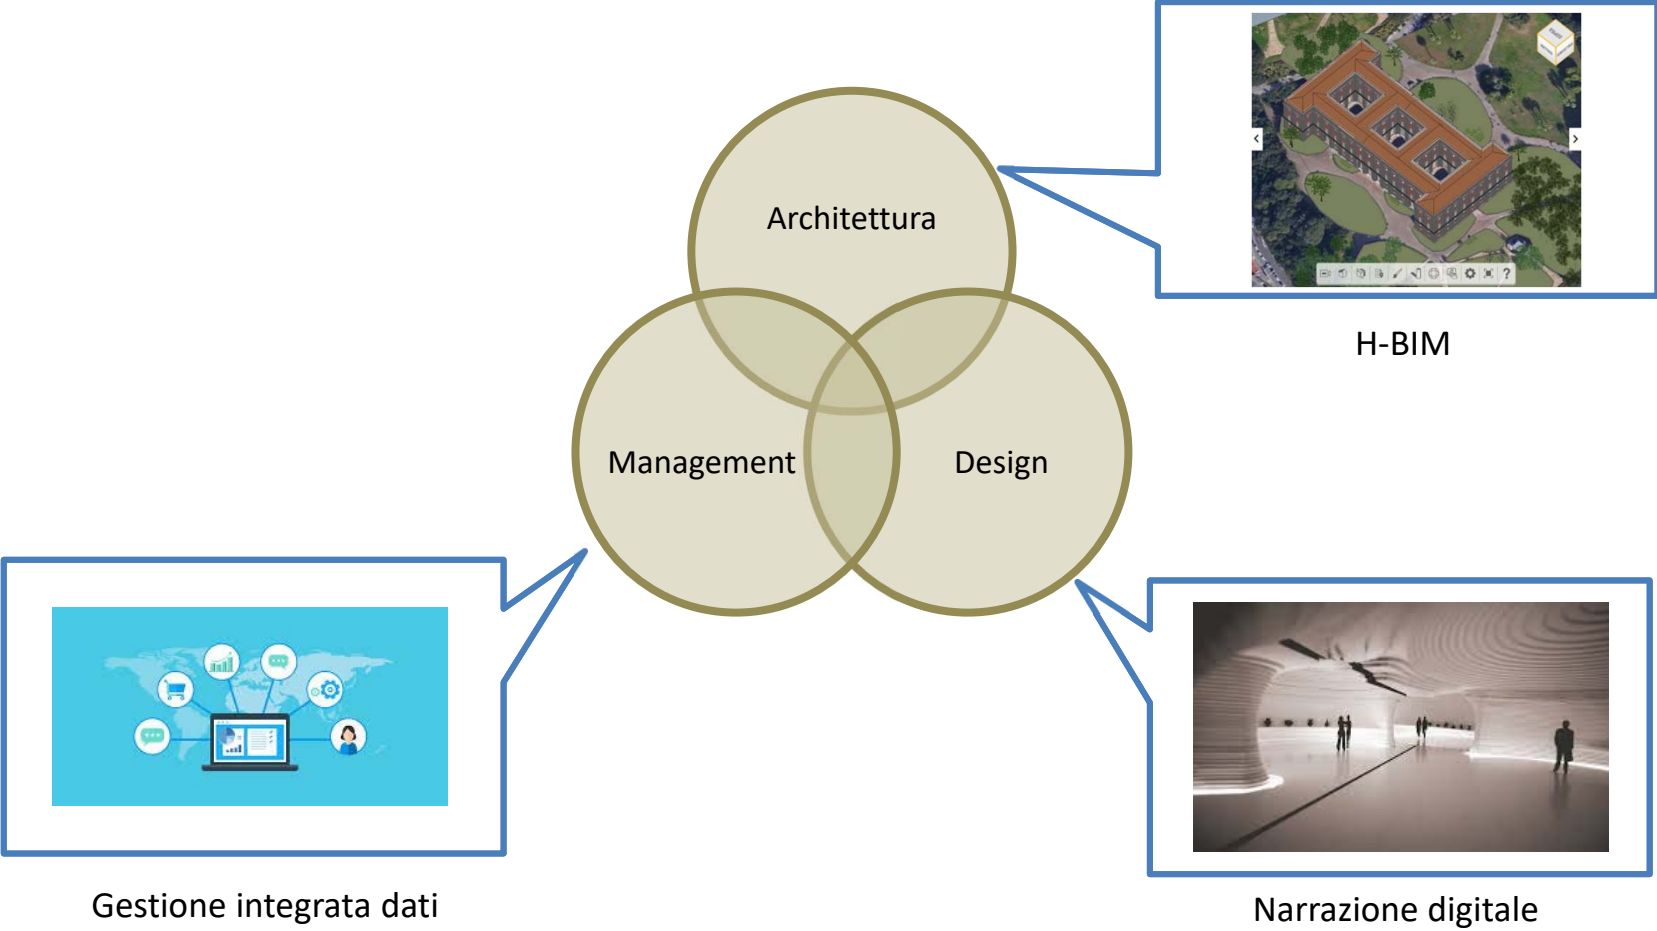 Architettura
H-BIM
Management
Design
Gestione integrata dati
Narrazione digitale